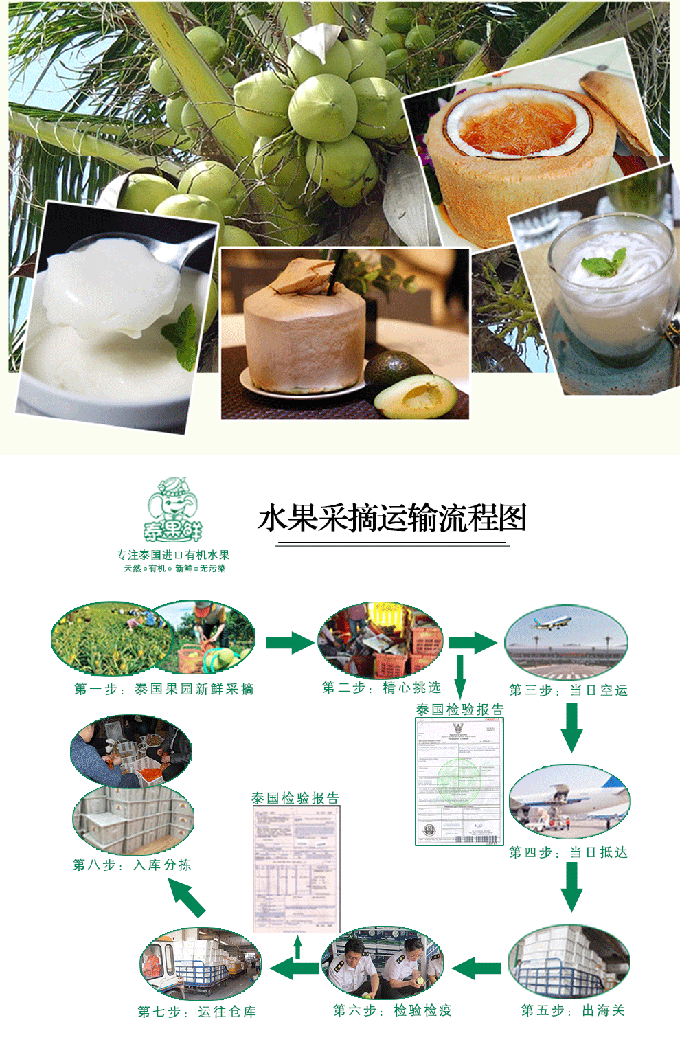 泰果鲜
专注泰国进口有机水果
天然 有机 新鲜 无污染
水果采摘运输流程图
第一步：泰国果园新鲜采摘
第二步：精心挑选
第三步：当日空运
泰国检验报告
第四步：当日抵达
第五步：出海关
第六步：检验检疫
泰国检验报告
第七步：运往仓库
第八步：入库分拣